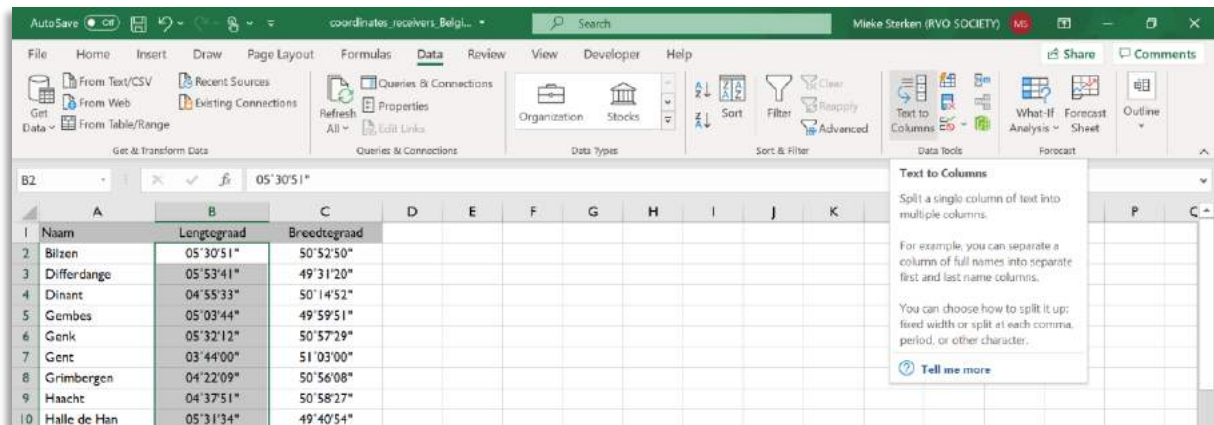 AutoSave Off coordinates_receivers_Belgi... Search Mieke Sterken (RVO SOCIETY) MS
File Home Insert Draw Page Layout Formulas Data Review View Developer Help Share Comments
Get Data
From Text/CSV
From Web
From Table/Range
Recent Sources
Existing Connections
Get & Transform Data
Refresh All
Queries & Connections
Properties
Edit Links
Queries & Connections
Organization Stocks
Data Types
Sort
Filter
Clear
Reapply
Advanced
Sort & Filter
Text to Columns
Data Tools
What-If Analysis
Forecast Sheet
Forecast
Outline
B2 fx 05°30'51"
A B C D E F G H I J K P Q
1 Naam Lengtegraad Breedtegraad
2 Bilzen 05°30'51" 50°52'50"
3 Differdange 05°53'41" 49°31'20"
4 Dinant 04°55'33" 50°14'52"
5 Gembes 05°03'44" 49°59'51"
6 Genk 05°32'12" 50°57'29"
7 Gent 03°44'00" 51°03'00"
8 Grimbergen 04°22'09" 50°56'08"
9 Haacht 04°37'51" 50°58'27"
10 Halle de Han 05°31'34" 49°40'54"
Text to Columns
Split a single column of text into
multiple columns.
For example, you can separate a
column of full names into separate
first and last name columns.
You can choose how to split it up:
fixed width or split at each comma,
period, or other character.
Tell me more